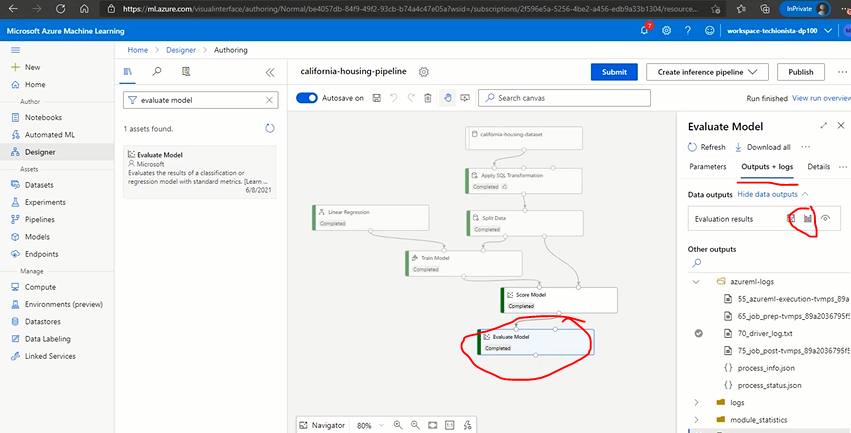 https://ml.azure.com/visualinterface/authoring/Normal/be4057db-84f9-49f2-93cb-b74a4c47e05a?wsid=/subscriptions/2f596e5a-5256-4be2-a456-edb9a33b1304/resource...
InPrivate
Microsoft Azure Machine Learning
workspace-techionista-dp100
Home > Designer > Authoring
New
Home
Author
Notebooks
Automated ML
Designer
Assets
Datasets
Experiments
Pipelines
Models
Endpoints
Manage
Compute
Environments (preview)
Datastores
Data Labeling
Linked Services
evaluate model
1 assets found.
Evaluate Model
Microsoft
Evaluates the results of a classification or regression model with standard metrics. [Learn ...
6/8/2021
california-housing-pipeline
Submit
Create inference pipeline
Publish
Autosave on
Search canvas
Run finished View run overview
california-housing-dataset
Apply SQL Transformation
Completed
Linear Regression
Completed
Split Data
Completed
Train Model
Completed
Score Model
Completed
Evaluate Model
Completed
Navigator
80%
Evaluate Model
Refresh
Download all
Parameters
Outputs + logs
Details
Data outputs Hide data outputs
Evaluation results
Other outputs
azureml-logs
55_azureml-execution-tvmps_89a
65_job_prep-tvmps_89a2036795f5
70_driver_log.txt
75_job_post-tvmps_89a2036795f5
process_info.json
process_status.json
logs
module_statistics